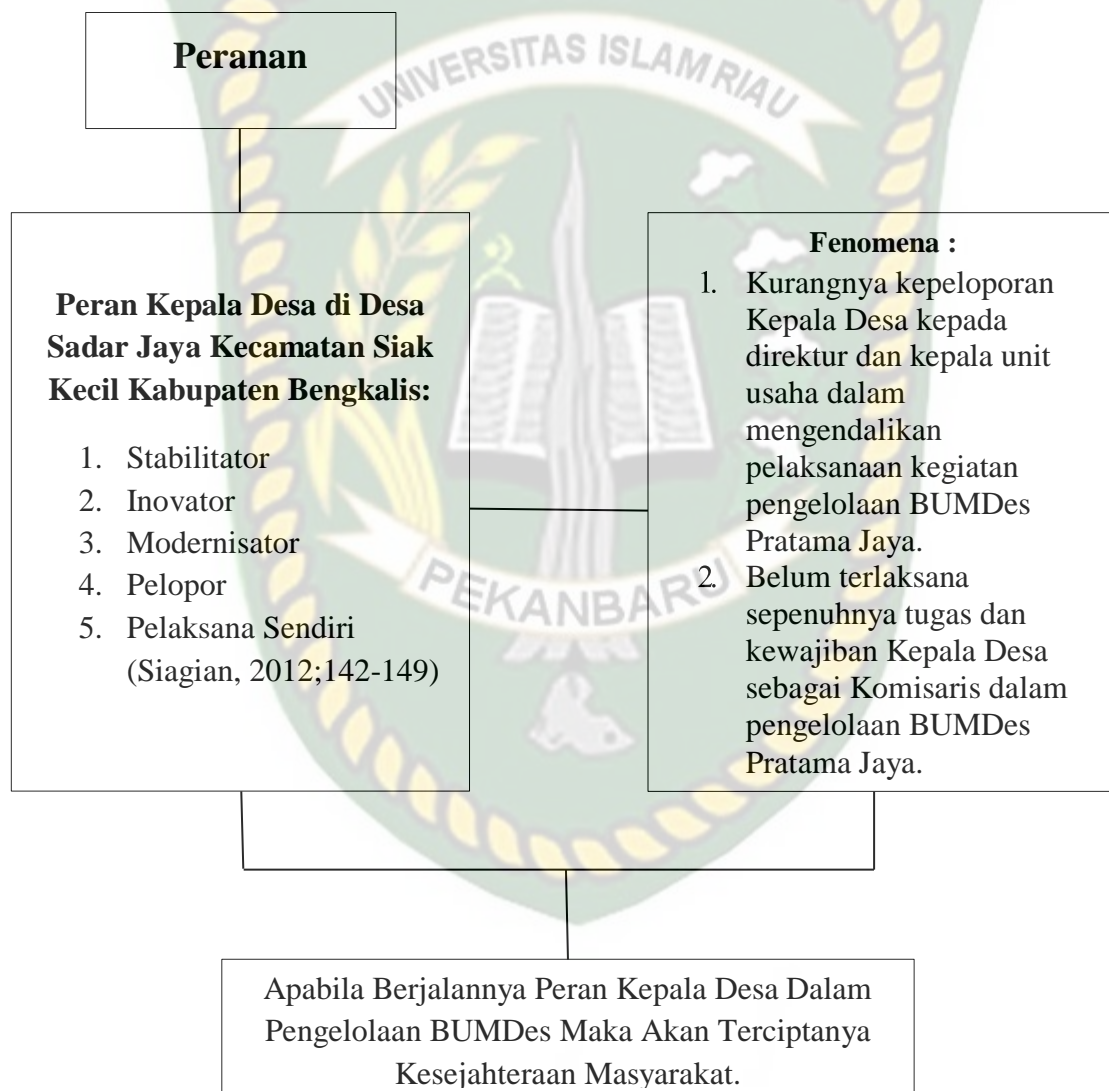 Peranan
UNIVERSITAS ISLAM RIAU
Peran Kepala Desa di Desa
Sadar Jaya Kecamatan Siak
Kecil Kabupaten Bengkalis:
1. Stabilitator
2. Inovator
3. Modernisator
4. Pelopor
5. Pelaksana Sendiri
(Siagian, 2012;142-149)
Fenomena :
1. Kurangnya kepeloporan
Kepala Desa kepada
direktur dan kepala unit
usaha dalam
mengendalikan
pelaksanaan kegiatan
pengelolaan BUMDes
Pratama Jaya.
2. Belum terlaksana
sepenuhnya tugas dan
kewajiban Kepala Desa
sebagai Komisaris dalam
pengelolaan BUMDes
Pratama Jaya.
PEKANBARU
Apabila Berjalannya Peran Kepala Desa Dalam
Pengelolaan BUMDes Maka Akan Terciptanya
Kesejahteraan Masyarakat.